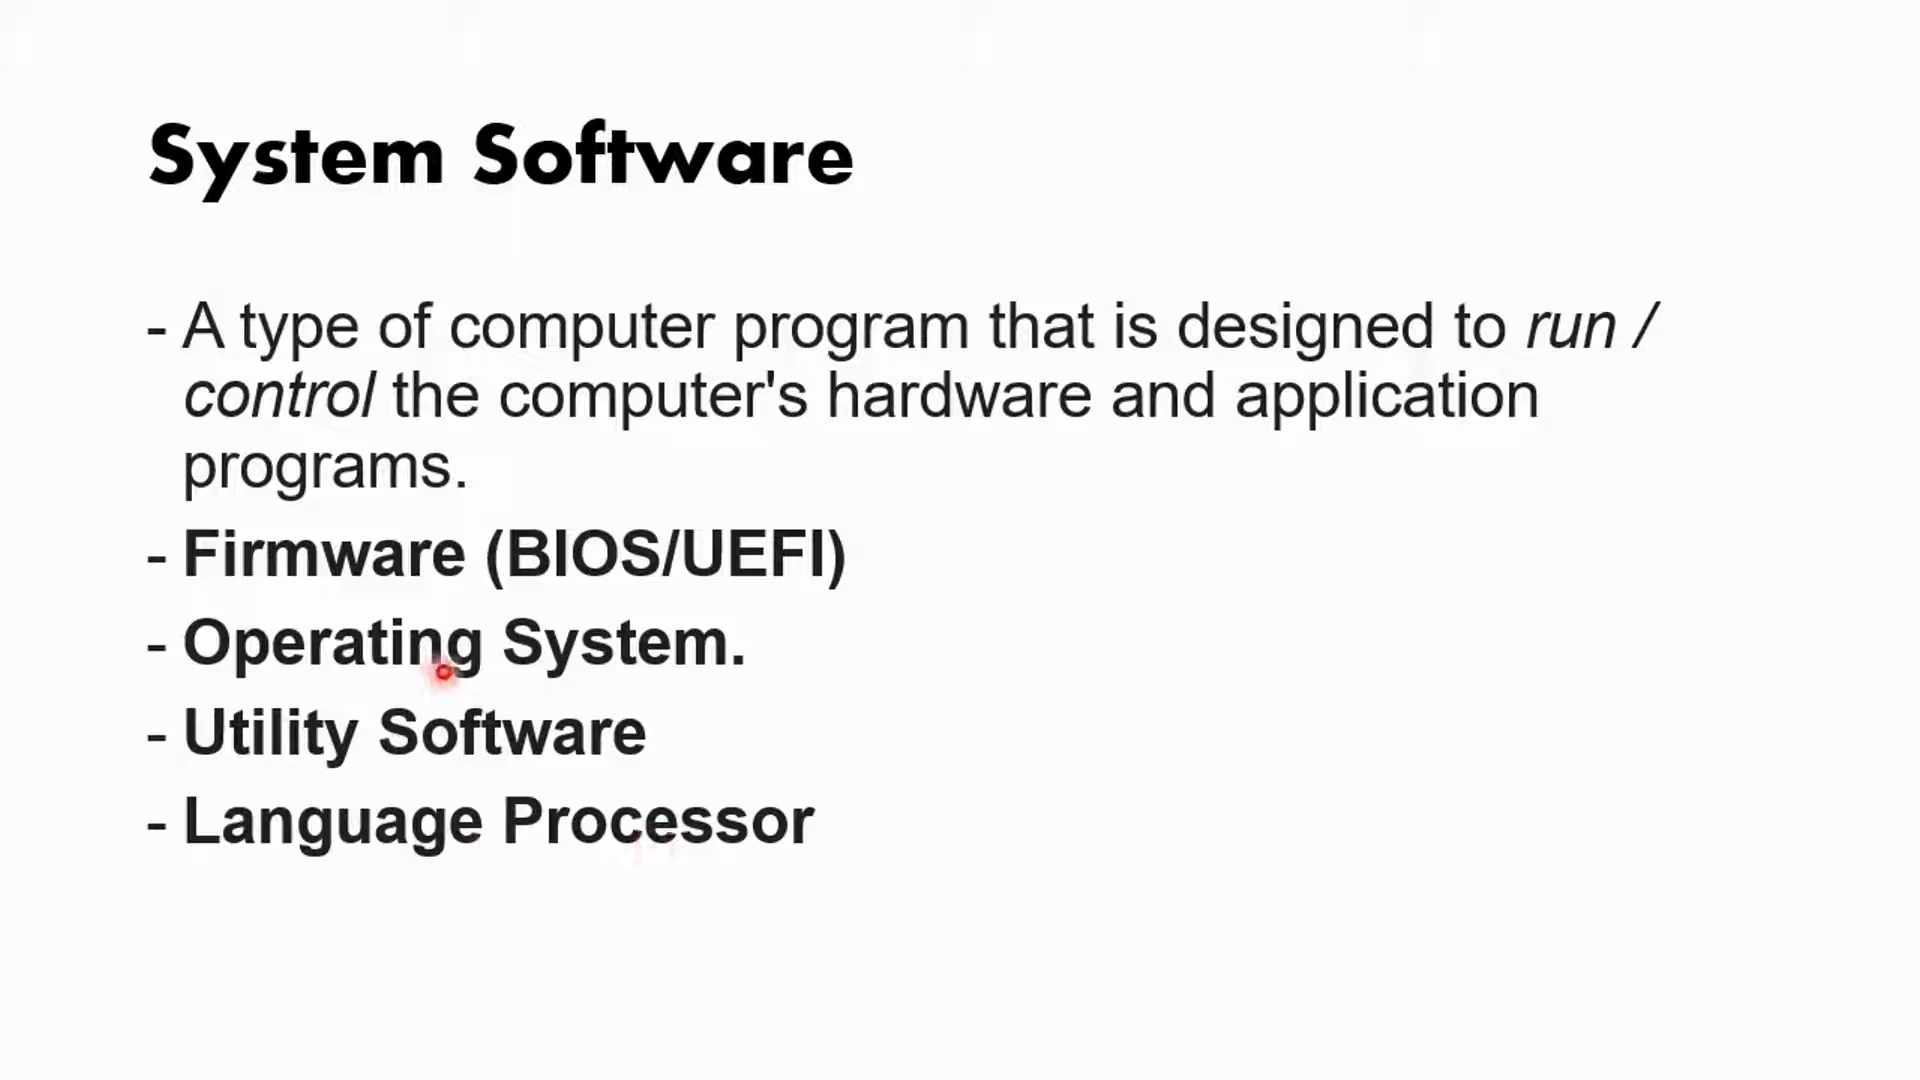 System Software
- A type of computer program that is designed to run /
control the computer's hardware and application
programs.
- Firmware (BIOS/UEFI)
- Operating System.
- Utility Software
- Language Processor